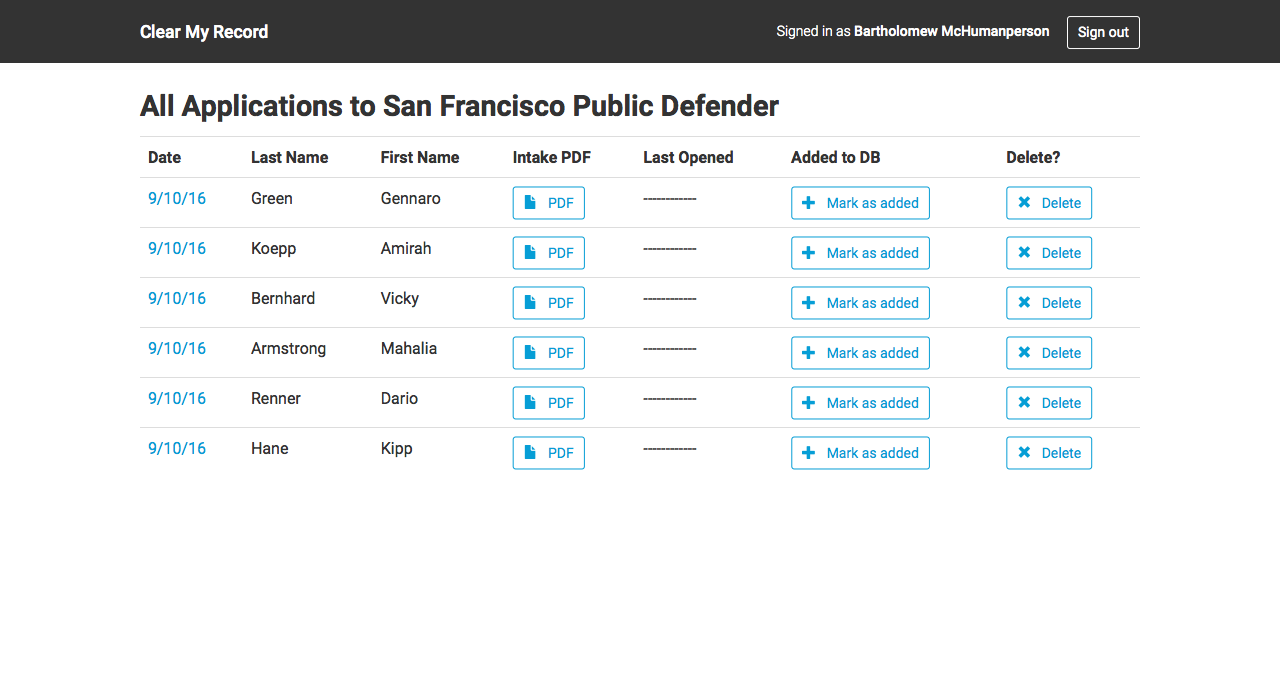 Clear My Record Signed in as Bartholomew McHumanperson Sign out
All Applications to San Francisco Public Defender
Date Last Name First Name Intake PDF Last Opened Added to DB Delete?
9/10/16 Green Gennaro PDF ------------ Mark as added Delete
9/10/16 Koepp Amirah PDF ------------ Mark as added Delete
9/10/16 Bernhard Vicky PDF ------------ Mark as added Delete
9/10/16 Armstrong Mahalia PDF ------------ Mark as added Delete
9/10/16 Renner Dario PDF ------------ Mark as added Delete
9/10/16 Hane Kipp PDF ------------ Mark as added Delete